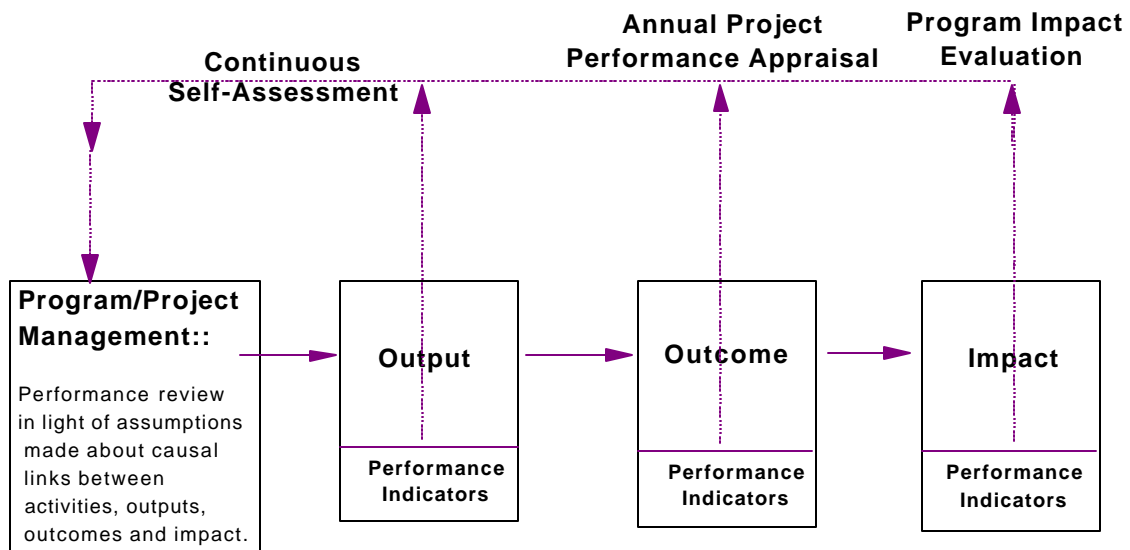 Continuous
Self-Assessment
Annual Project
Performance Appraisal
Program Impact
Evaluation
Program/Project
Management::
Performance review
in light of assumptions
made about causal
links between
activities, outputs,
outcomes and impact.
Output
Performance
Indicators
Outcome
Performance
Indicators
Impact
Performance
Indicators